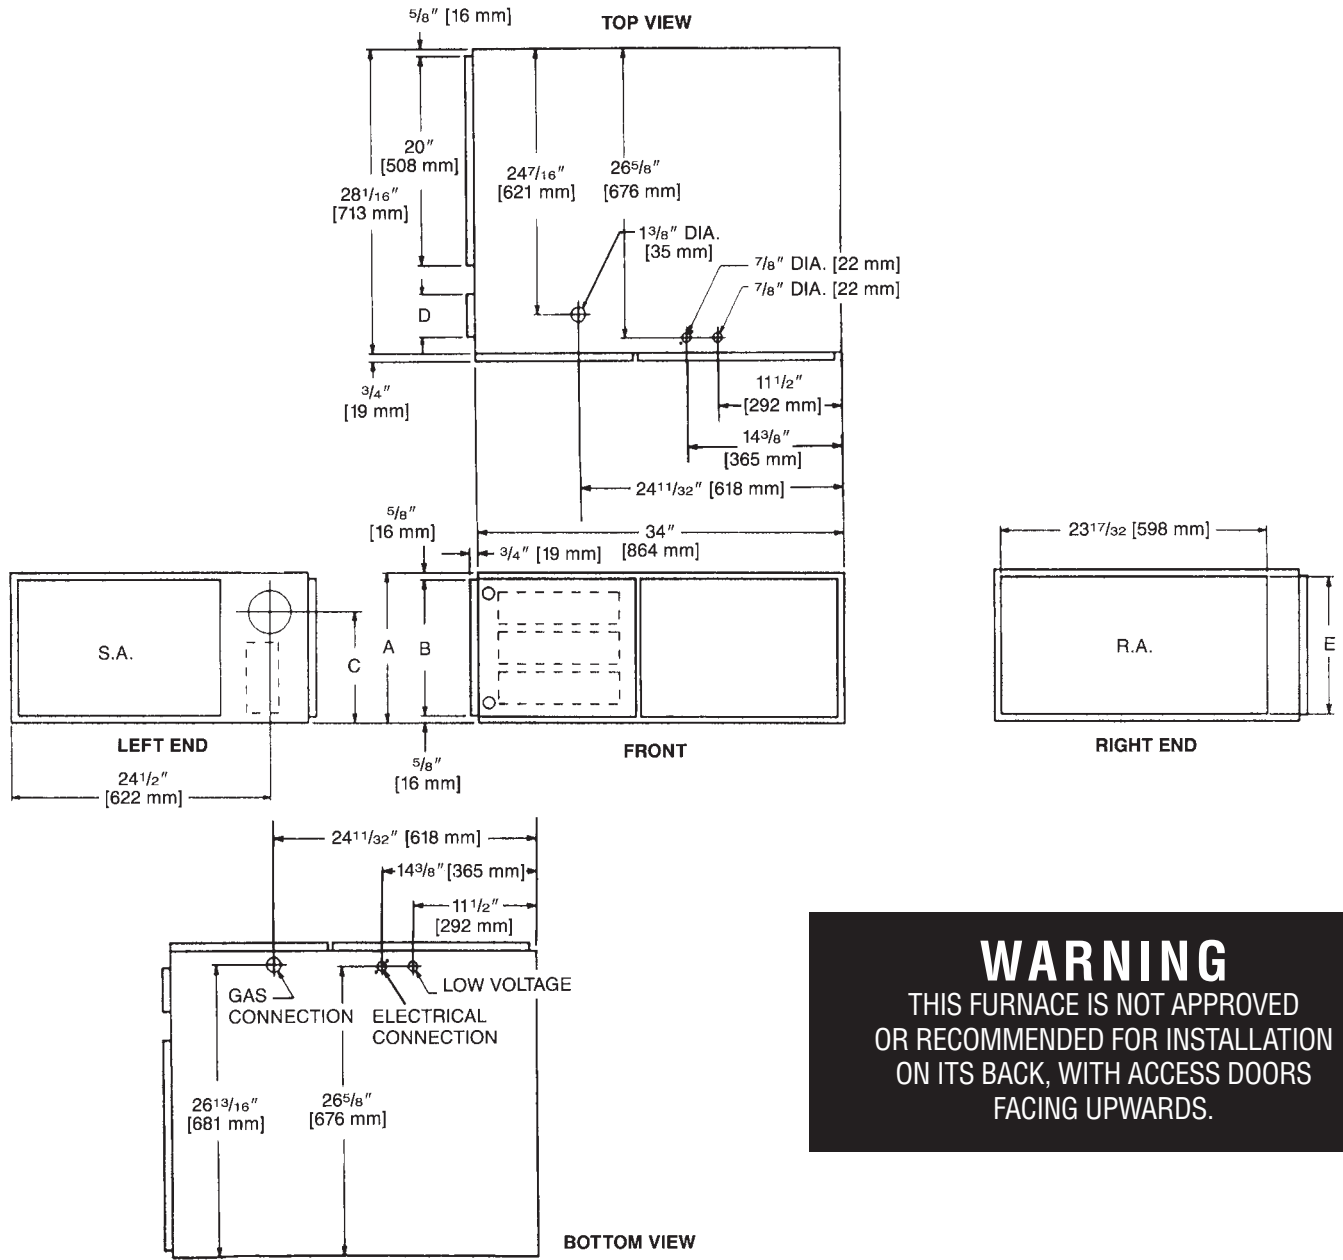 5/8" [16 mm]
TOP VIEW
20"
[508 mm]
28 1/16"
[713 mm]
24 7/16"
[621 mm]
26 5/8"
[676 mm]
1 3/8" DIA.
[35 mm]
7/8" DIA. [22 mm]
7/8" DIA. [22 mm]
D
3/4"
[19 mm]
11 1/2"
[292 mm]
14 3/8"
[365 mm]
24 11/32" [618 mm]
5/8"
[16 mm]
34"
[864 mm]
3/4" [19 mm]
23 17/32 [598 mm]
S.A.
C
A
B
R.A.
E
LEFT END
FRONT
RIGHT END
24 1/2"
[622 mm]
5/8"
[16 mm]
24 11/32" [618 mm]
14 3/8" [365 mm]
11 1/2"
[292 mm]
GAS
CONNECTION
ELECTRICAL
CONNECTION
LOW VOLTAGE
26 13/16"
[681 mm]
26 5/8"
[676 mm]
BOTTOM VIEW
WARNING
THIS FURNACE IS NOT APPROVED
OR RECOMMENDED FOR INSTALLATION
ON ITS BACK, WITH ACCESS DOORS
FACING UPWARDS.